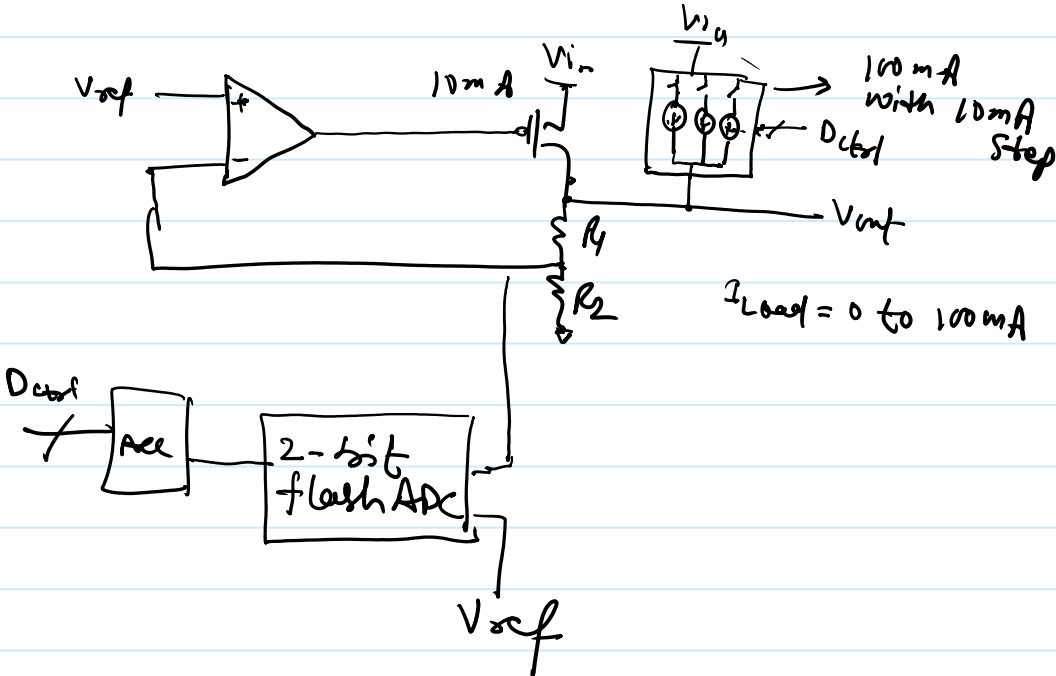 Vin
Vref
+
-
10mA
Vin
100mA
with 10mA
Step
Dctrl
Vout
R1
R2
ILoad = 0 to 100mA
Dctrl
Acc
2-bit
flash ADC
Vref